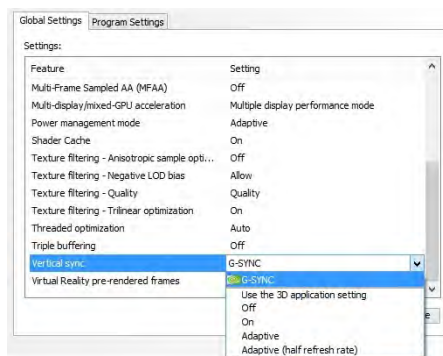 Global Settings Program Settings
Settings:
Feature Setting
Multi-Frame Sampled AA (MFAA) Off
Multi-display/mixed-GPU acceleration Multiple display performance mode
Power management mode Adaptive
Shader Cache On
Texture filtering - Anisotropic sample opti... Off
Texture filtering - Negative LOD bias Allow
Texture filtering - Quality Quality
Texture filtering - Trilinear optimization On
Threaded optimization Auto
Triple buffering Off
Vertical sync G-SYNC
Virtual Reality pre-rendered frames G-SYNC
Use the 3D application setting
Off
On
Adaptive
Adaptive (half refresh rate)